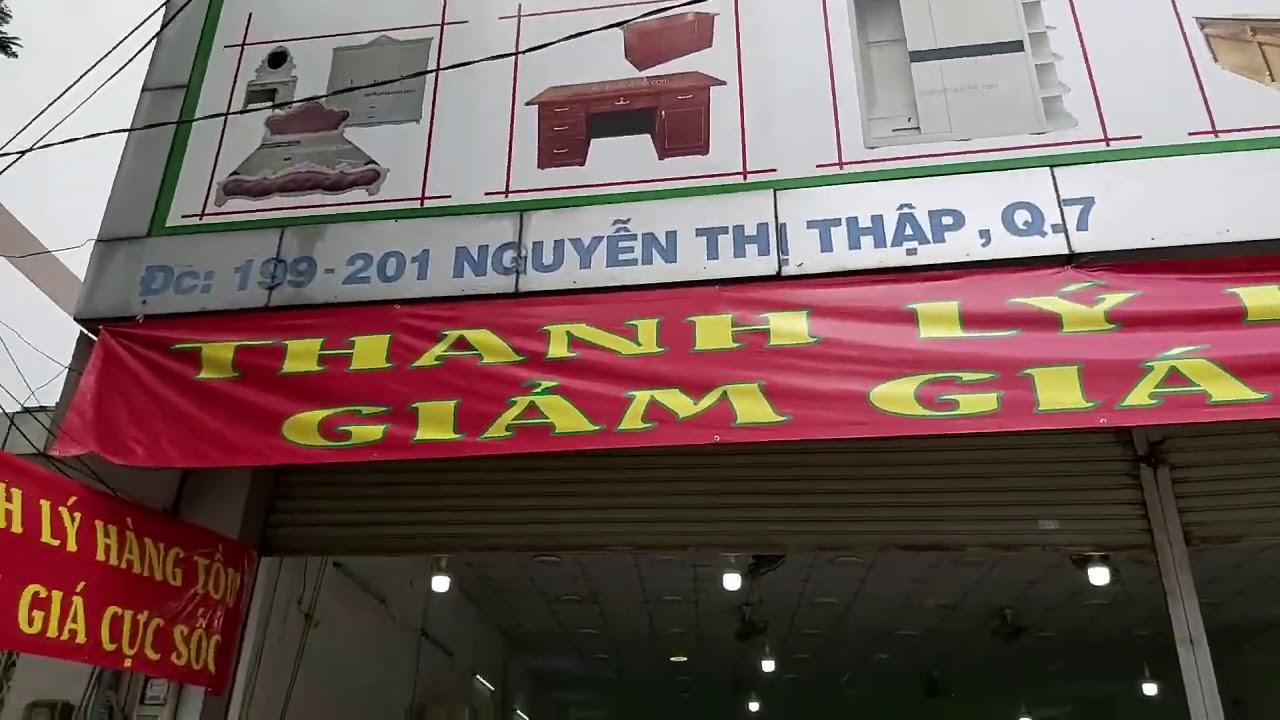 Đc: 199-201 NGUYỄN THỊ THẬP, Q.7
THANH LÝ
GIẢM GIÁ
LÝ HÀNG TỒN
GIÁ CỰC SỐC